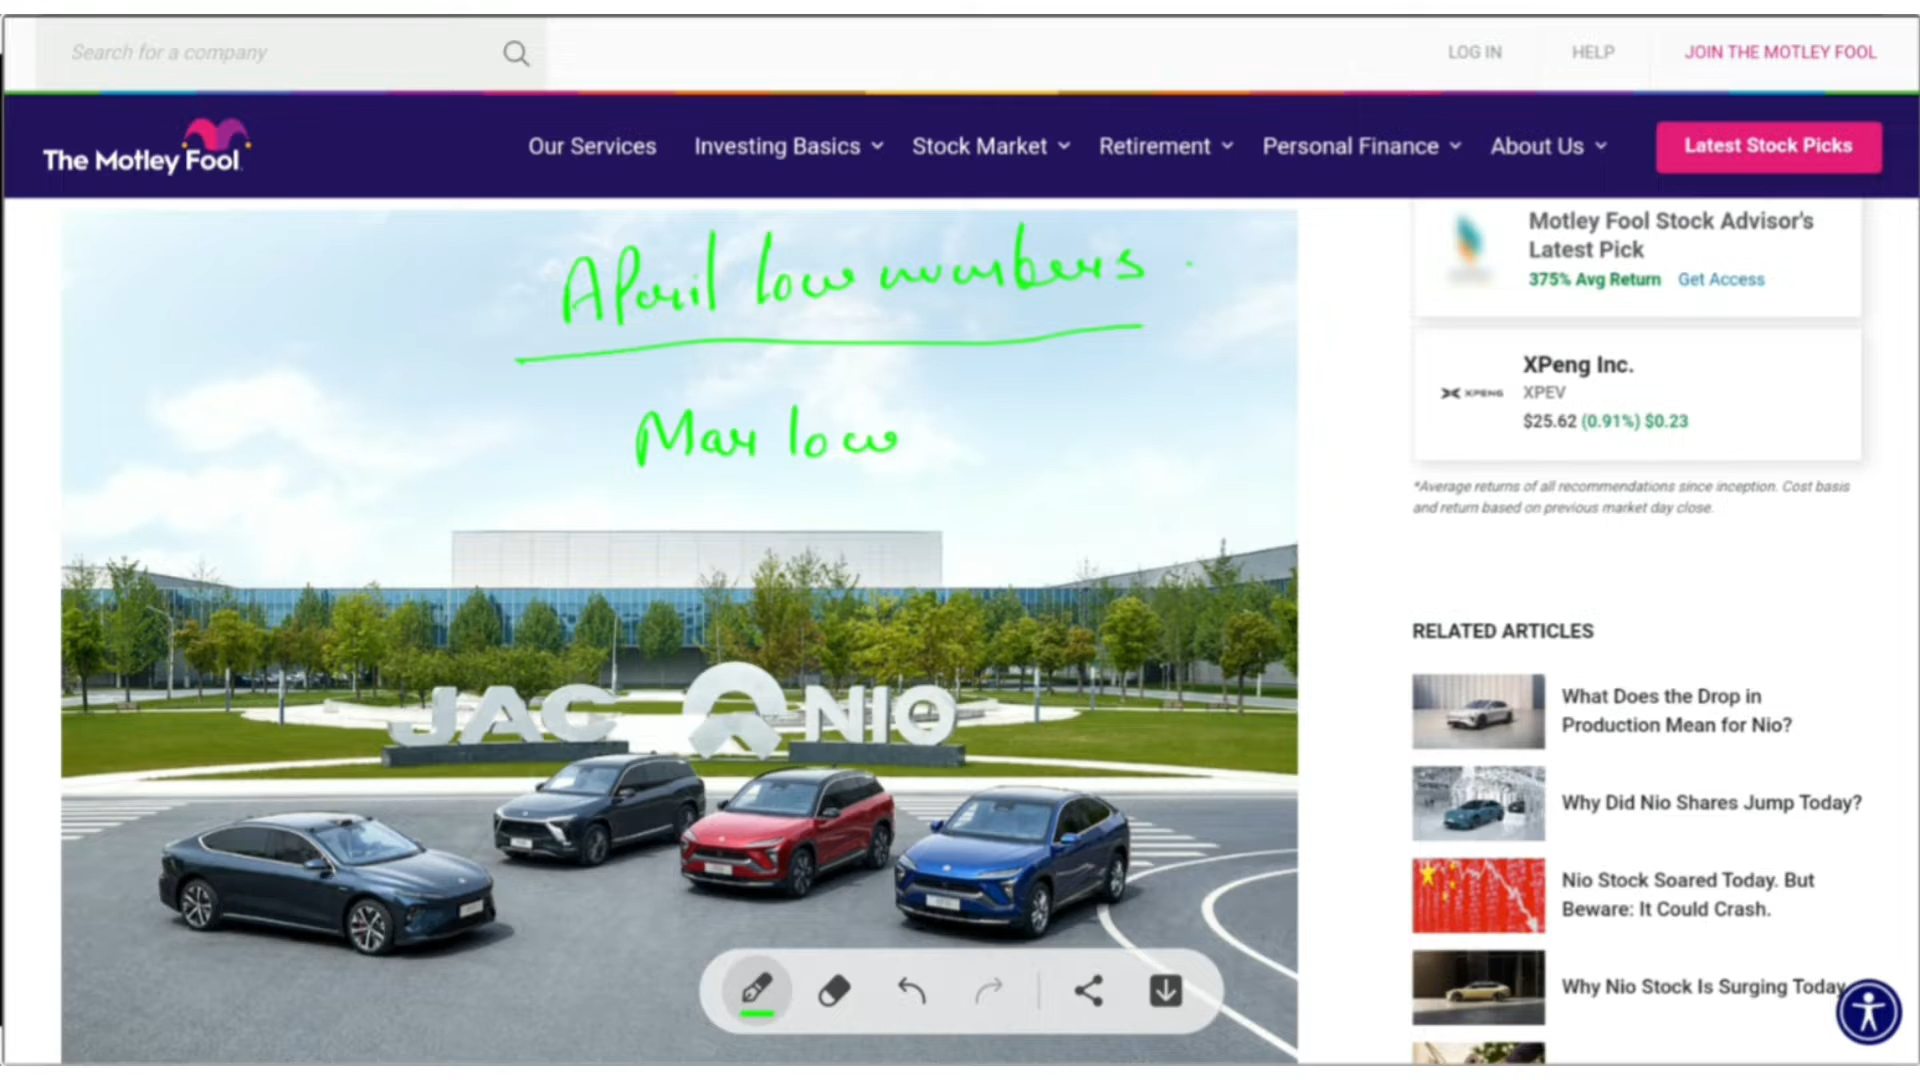 Search for a company
LOG IN
HELP
JOIN THE MOTLEY FOOL
The Motley Fool
Our Services
Investing Basics
Stock Market
Retirement
Personal Finance
About Us
Latest Stock Picks
April low numbers.
May low
JAC NIO
Motley Fool Stock Advisor's
Latest Pick
375% Avg Return Get Access
XPENG
XPeng Inc.
XPEV
$25.62 (0.91%) $0.23
*Average returns of all recommendations since inception. Cost basis
and return based on previous market day close.
RELATED ARTICLES
What Does the Drop in
Production Mean for Nio?
Why Did Nio Shares Jump Today?
Nio Stock Soared Today. But
Beware: It Could Crash.
Why Nio Stock Is Surging Today